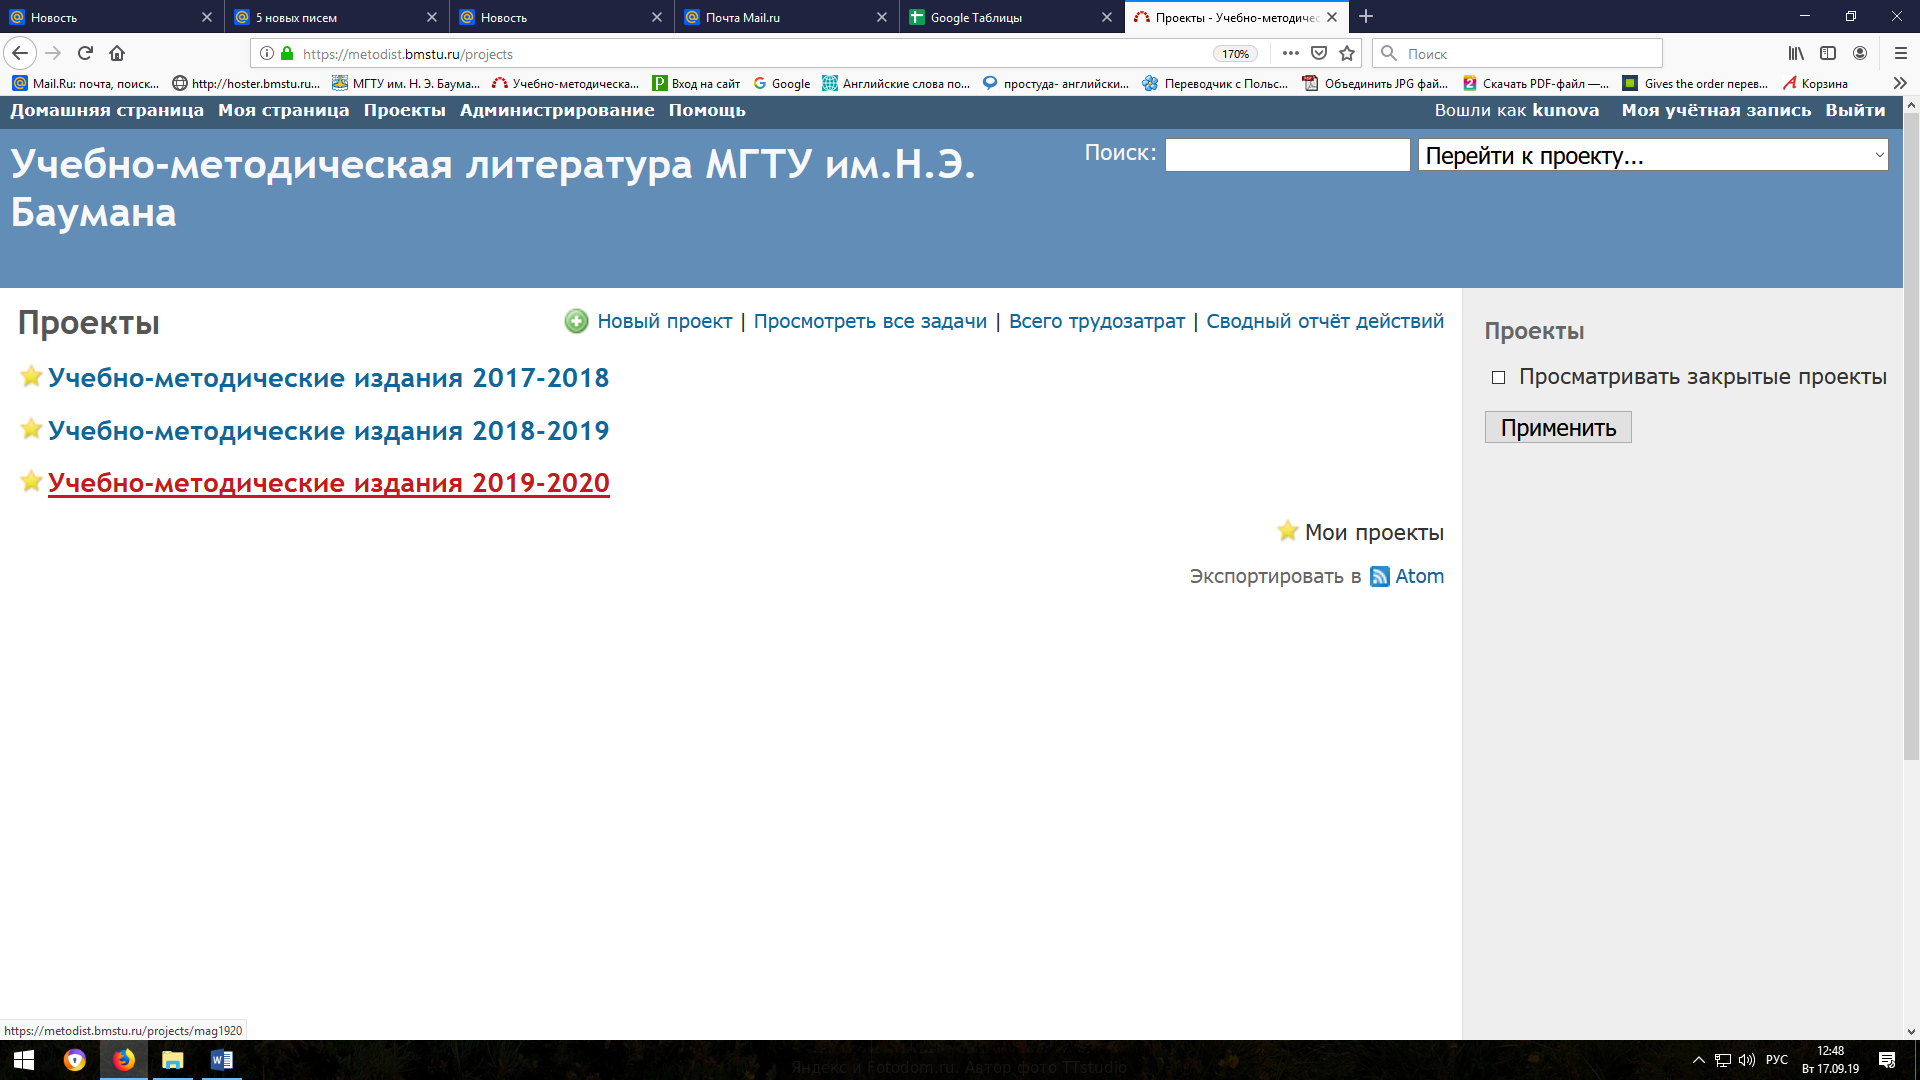 Новость
5 новых писем
Новость
Почта Mail.ru
Google Таблицы
Проекты - Учебно-методичес
https://metodist.bmstu.ru/projects
170%
Поиск
Mail.Ru: почта, поиск...
http://hoster.bmstu.ru...
МГТУ им. Н. Э. Баума...
Учебно-методическа...
Вход на сайт
Google
Английские слова по...
простуда- английски...
Переводчик с Польс...
Объединить JPG фай...
Скачать PDF-файл —...
Gives the order перев...
Корзина
Домашняя страница Моя страница Проекты Администрирование Помощь
Вошли как kunova Моя учётная запись Выйти
Учебно-методическая литература МГТУ им.Н.Э.
Баумана
Поиск:
Перейти к проекту...
Проекты
Новый проект | Просмотреть все задачи | Всего трудозатрат | Сводный отчёт действий
Учебно-методические издания 2017-2018
Учебно-методические издания 2018-2019
Учебно-методические издания 2019-2020
Мои проекты
Экспортировать в Atom
Проекты
Просматривать закрытые проекты
Применить
https://metodist.bmstu.ru/projects/mag1920
Яндекс и Fotodom.ru. Автор фото TTstudio
РУС
12:48
Вт 17.09.19